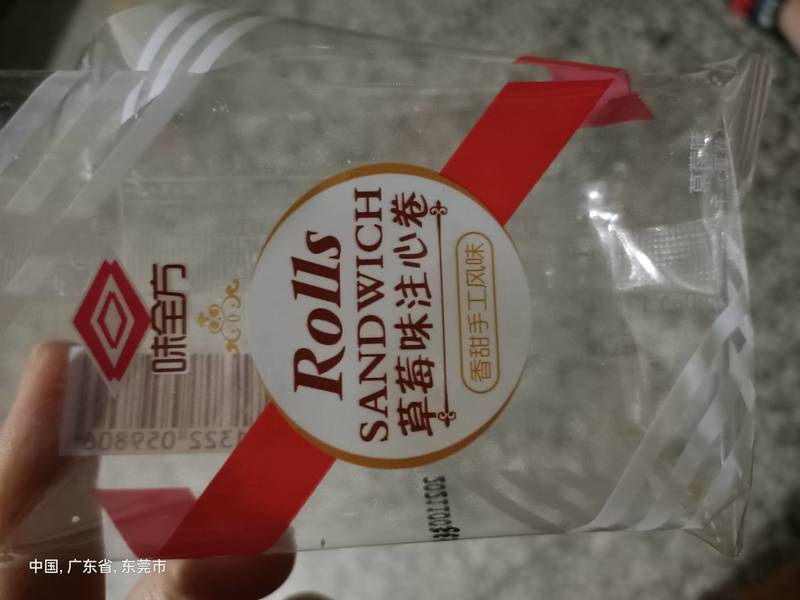 味全方
Rolls
SANDWICH
草莓味注心卷
香甜手工风味
中国, 广东省, 东莞市